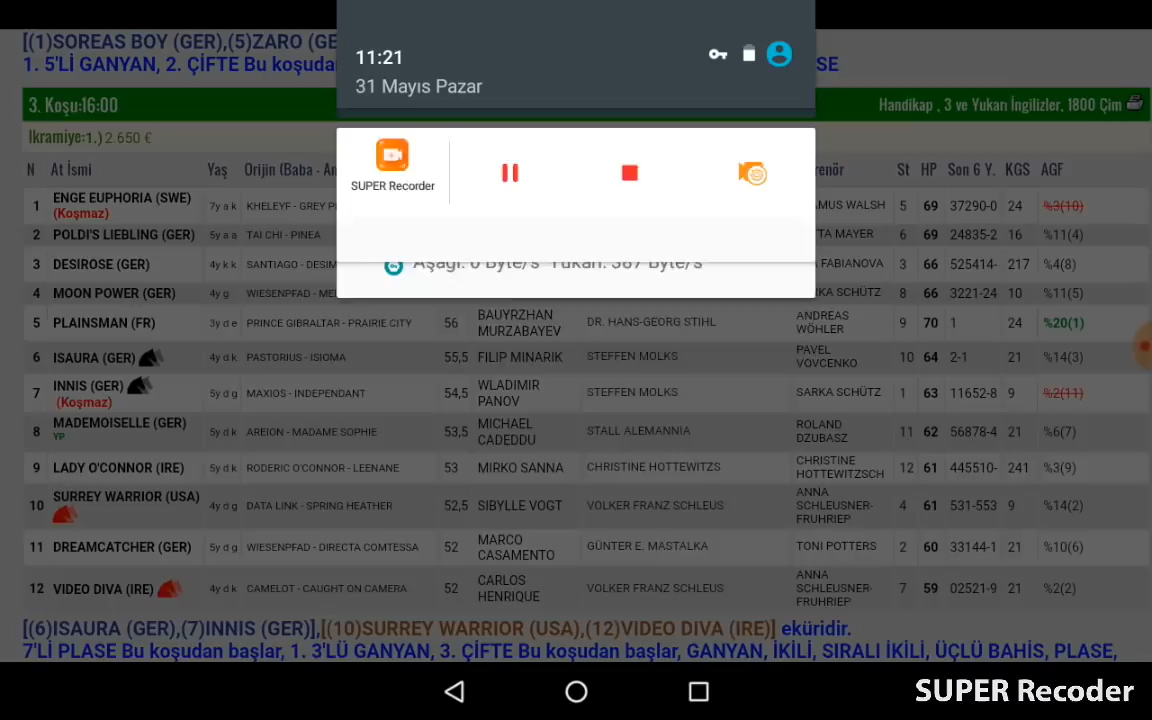 [(1)SOREAS BOY (GER),(5)ZARO (GE
1. 5'Lİ GANYAN, 2. ÇİFTE Bu koşuda
ASE
11:21
31 Mayıs Pazar
3. Koşu:16:00
Handikap , 3 ve Yukarı İngilizler, 1800 Çim
Ikramiye:1.) 2.650 €
SUPER Recorder
Aşağı: 0 Byte/s Yukarı: 367 Byte/s
N At İsmi Yaş Orijin (Baba - An renör St HP Son 6 Y. KGS AGF
1 ENGE EUPHORIA (SWE) (Koşmaz) 7y a k KHELEYF - GREY P AMUS WALSH 5 69 37290-0 24 %3(10)
2 POLDI'S LIEBLING (GER) 5y a a TAI CHI - PINEA TTA MAYER 6 69 24835-2 16 %11(4)
3 DESIROSE (GER) 4y k k SANTIAGO - DESIM FABIANOVA 3 66 525414- 217 %4(8)
4 MOON POWER (GER) 4y g WIESENPFAD - ME RKA SCHÜTZ 8 66 3221-24 10 %11(5)
5 PLAINSMAN (FR) 3y d e PRINCE GIBRALTAR - PRAIRIE CITY 56 BAUYRZHAN MURZABAYEV DR. HANS-GEORG STIHL ANDREAS WÖHLER 9 70 1 24 %20(1)
6 ISAURA (GER) 4y d k PASTORIUS - ISIOMA 55,5 FILIP MINARIK STEFFEN MOLKS PAVEL VOVCENKO 10 64 2-1 21 %14(3)
7 INNIS (GER) (Koşmaz) 5y d g MAXIOS - INDEPENDANT 54,5 WLADIMIR PANOV STEFFEN MOLKS SARKA SCHÜTZ 1 63 11652-8 9 %2(11)
8 MADEMOISELLE (GER) YP 5y d k AREION - MADAME SOPHIE 53,5 MICHAEL CADEDDU STALL ALEMANNIA ROLAND DZUBASZ 11 62 56878-4 21 %6(7)
9 LADY O'CONNOR (IRE) 5y d k RODERIC O'CONNOR - LEENANE 53 MIRKO SANNA CHRISTINE HOTTEWITZS CHRISTINE HOTTEWITZSCH 12 61 445510- 241 %3(9)
10 SURREY WARRIOR (USA) 4y d g DATA LINK - SPRING HEATHER 52,5 SIBYLLE VOGT VOLKER FRANZ SCHLEUS ANNA SCHLEUSNER-FRUHRIEP 4 61 531-553 9 %14(2)
11 DREAMCATCHER (GER) 5y d g WIESENPFAD - DIRECTA COMTESSA 52 MARCO CASAMENTO GÜNTER E. MASTALKA TONI POTTERS 2 60 33144-1 21 %10(6)
12 VIDEO DIVA (IRE) 4y d k CAMELOT - CAUGHT ON CAMERA 52 CARLOS HENRIQUE VOLKER FRANZ SCHLEUS ANNA SCHLEUSNER-FRUHRIEP 7 59 02521-9 21 %2(2)
[(6)ISAURA (GER),(7)INNIS (GER)],[(10)SURREY WARRIOR (USA),(12)VIDEO DIVA (IRE)] eküridir.
7'Lİ PLASE Bu koşudan başlar, 1. 3'LÜ GANYAN, 3. ÇİFTE Bu koşudan başlar, GANYAN, İKİLİ, SIRALI İKİLİ, ÜÇLÜ BAHİS, PLASE,
SUPER Recoder